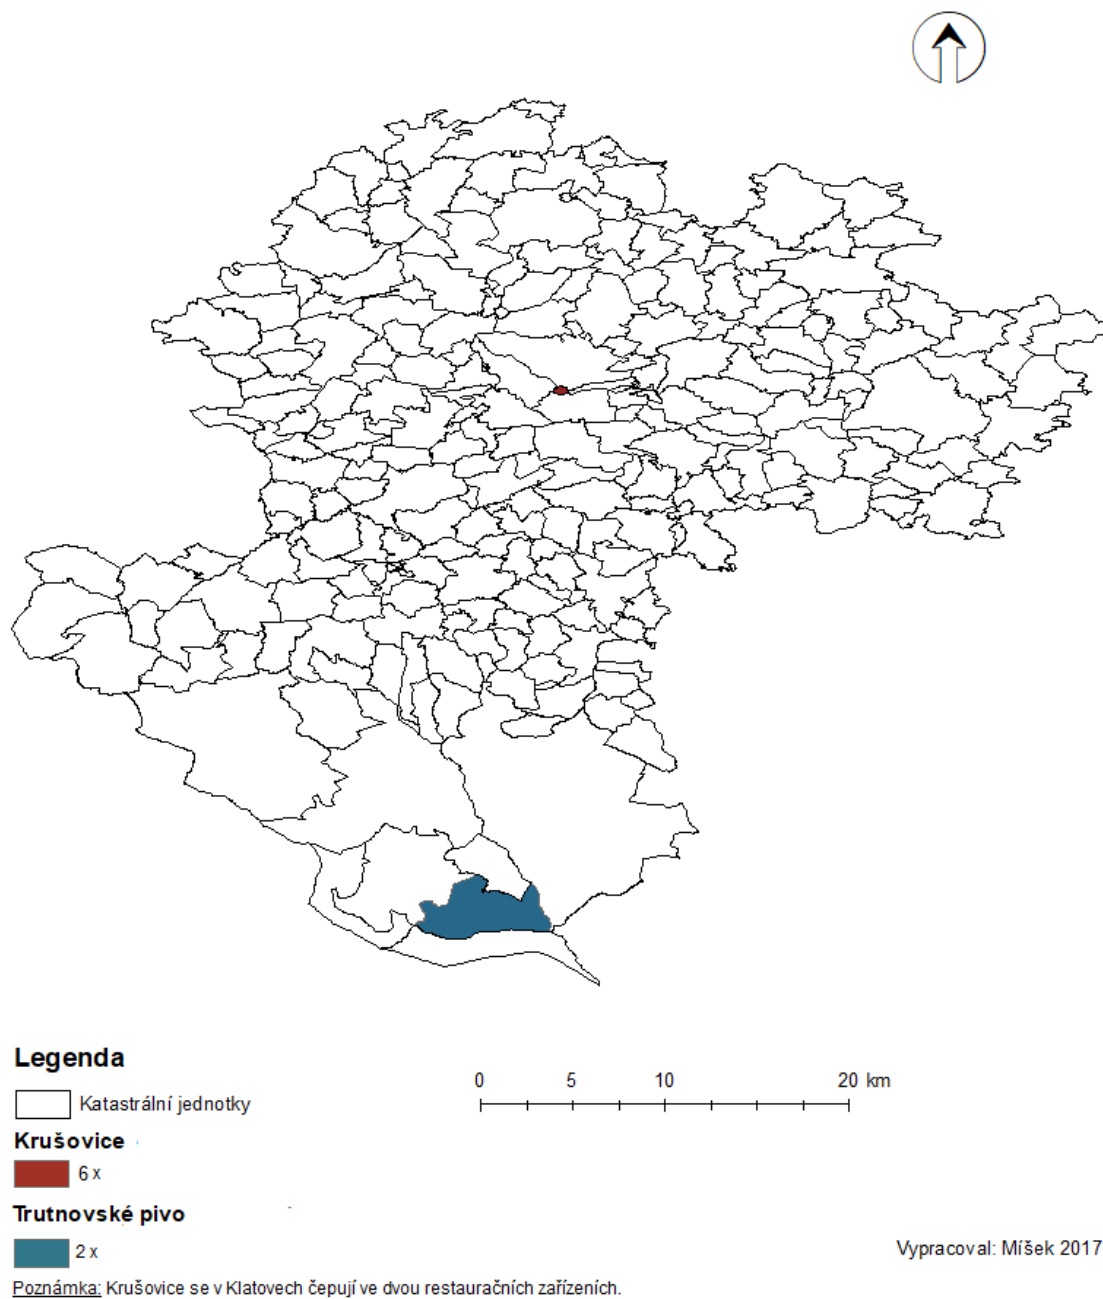 Legenda
0 5 10 20 km
Katastrální jednotky
Krušovice
6 x
Trutnovské pivo
2 x
Vypracoval: Míšek 2017
Poznámka: Krušovice se v Klatovech čepují ve dvou restauračních zařízeních.